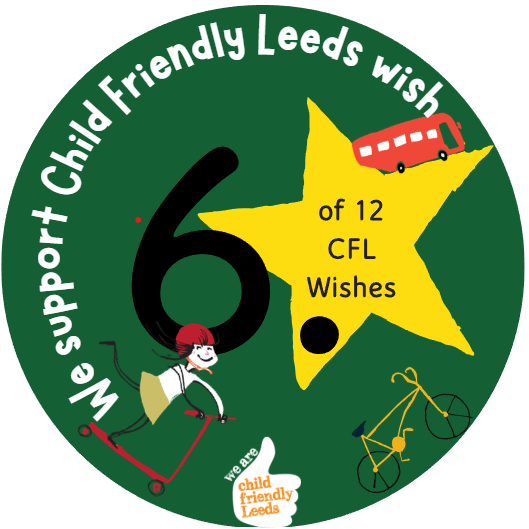 We support Child Friendly Leeds wish
6.
of 12
CFL
Wishes
we are
child
friendly
Leeds